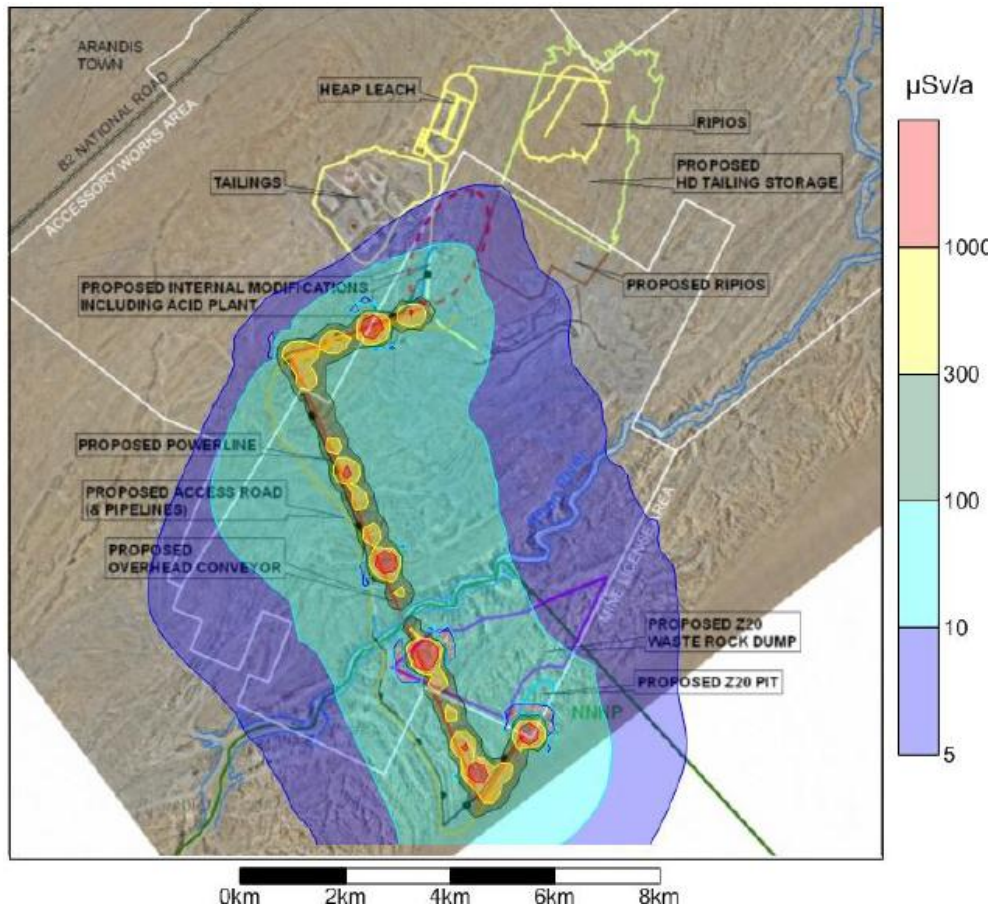 ARANDIS
TOWN
B2 NATIONAL ROAD
ACCESSORY WORKS AREA
HEAP LEACH
RIPIOS
TAILINGS
PROPOSED
HD TAILING STORAGE
PROPOSED INTERNAL MODIFICATIONS
INCLUDING ACID PLANT
PROPOSED RIPIOS
PROPOSED POWERLINE
PROPOSED ACCESS ROAD
(& PIPELINES)
PROPOSED
OVERHEAD CONVEYOR
MINE LICENCE AREA
PROPOSED Z20
WASTE ROCK DUMP
PROPOSED Z20 PIT
NNNP
µSv/a
1000
300
100
10
5
0km 2km 4km 6km 8km